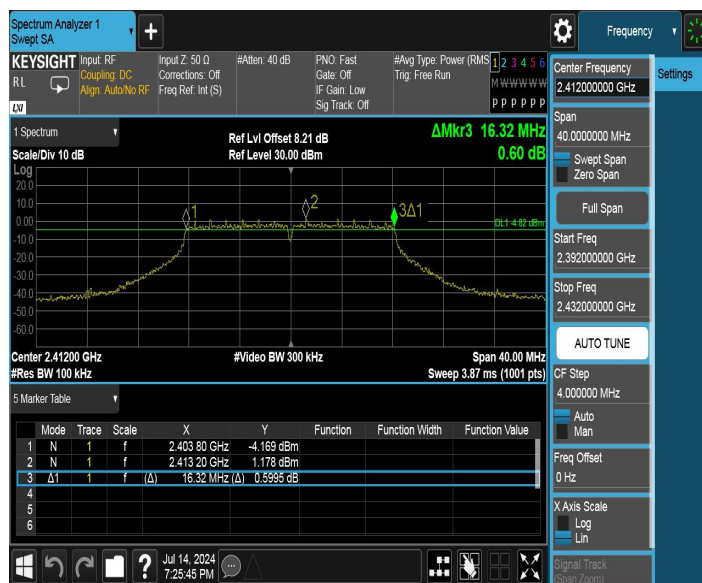 Spectrum Analyzer 1
Swept SA
+
Frequency
KEYSIGHT
RL
LXI
Input: RF
Coupling: DC
Align: Auto/No RF
Input Z: 50 Ω
Corrections: Off
Freq Ref: Int (S)
#Atten: 40 dB
PNO: Fast
Gate: Off
IF Gain: Low
Sig Track: Off
#Avg Type: Power (RMS
Trig: Free Run
1 2 3 4 5 6
M W W W W W
P P P P P P
Center Frequency
2.412000000 GHz
Settings
Span
40.0000000 MHz
Swept Span
Zero Span
Full Span
Start Freq
2.392000000 GHz
Stop Freq
2.432000000 GHz
AUTO TUNE
CF Step
4.000000 MHz
Auto
Man
Freq Offset
0 Hz
X Axis Scale
Log
Lin
Signal Track
(Span Zoom)
1 Spectrum
Scale/Div 10 dB
Ref Lvl Offset 8.21 dB
Ref Level 30.00 dBm
ΔMkr3 16.32 MHz
0.60 dB
Log
20.0
10.0
0.00
-10.0
-20.0
-30.0
-40.0
-50.0
-60.0
1
2
3Δ1
DL1 -4.82 dBm
Center 2.41200 GHz
#Video BW 300 kHz
Span 40.00 MHz
#Res BW 100 kHz
Sweep 3.87 ms (1001 pts)
5 Marker Table
Mode Trace Scale X Y Function Function Width Function Value
1 N 1 f 2.403 80 GHz -4.169 dBm
2 N 1 f 2.413 20 GHz 1.178 dBm
3 Δ1 1 f (Δ) 16.32 MHz (Δ) 0.5995 dB
4
5
6
?
Jul 14, 2024
7:25:45 PM